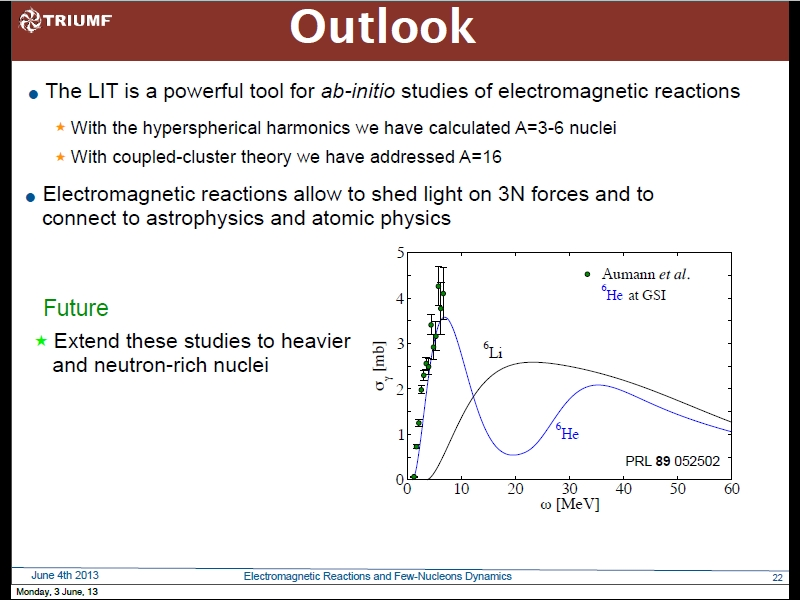 TRIUMF
Outlook
● The LIT is a powerful tool for ab-initio studies of electromagnetic reactions
★ With the hyperspherical harmonics we have calculated A=3-6 nuclei
★ With coupled-cluster theory we have addressed A=16
● Electromagnetic reactions allow to shed light on 3N forces and to
connect to astrophysics and atomic physics
Future
★ Extend these studies to heavier
and neutron-rich nuclei
5
4
3
2
1
0
σγ [mb]
Aumann et al.
⁶He at GSI
⁶Li
⁶He
PRL 89 052502
0 10 20 30 40 50 60
ω [MeV]
June 4th 2013
Electromagnetic Reactions and Few-Nucleons Dynamics
22
Monday, 3 June, 13